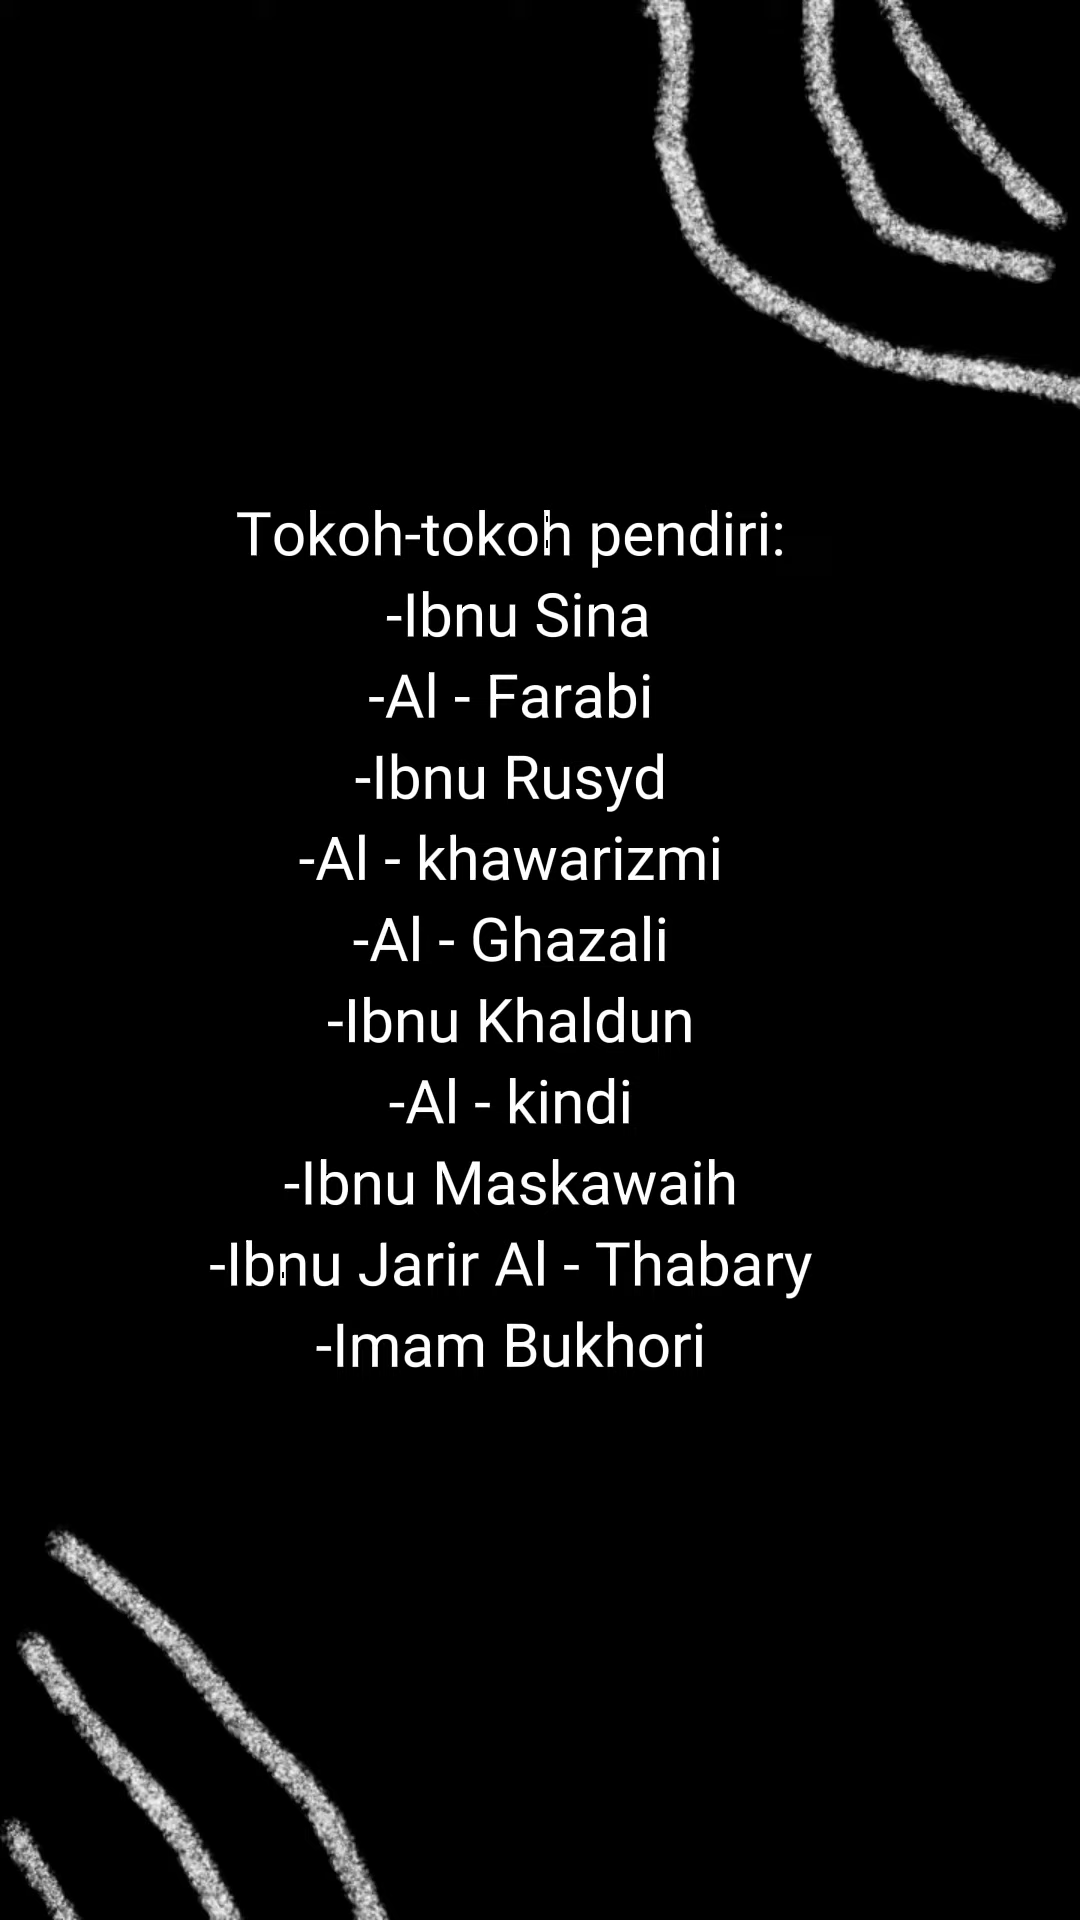 Tokoh-tokoh pendiri:
-Ibnu Sina
-Al - Farabi
-Ibnu Rusyd
-Al - khawarizmi
-Al - Ghazali
-Ibnu Khaldun
-Al - kindi
-Ibnu Maskawaih
-Ibnu Jarir Al - Thabary
-Imam Bukhori